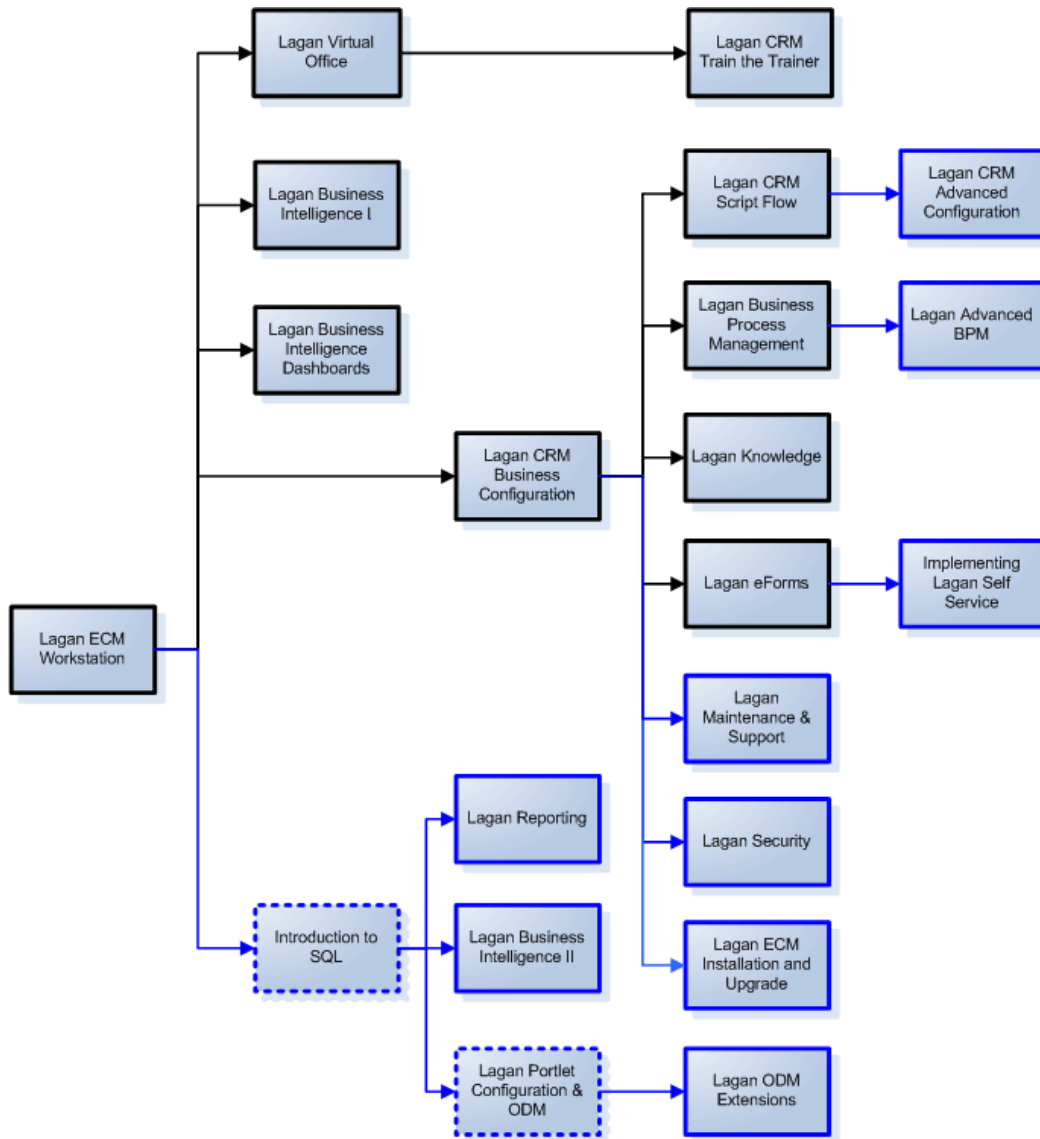 Lagan Virtual
Office
Lagan CRM
Train the Trainer
Lagan Business
Intelligence I
Lagan CRM
Script Flow
Lagan CRM
Advanced
Configuration
Lagan Business
Intelligence
Dashboards
Lagan Business
Process
Management
Lagan Advanced
BPM
Lagan CRM
Business
Configuration
Lagan Knowledge
Lagan eForms
Implementing
Lagan Self
Service
Lagan ECM
Workstation
Lagan
Maintenance &
Support
Lagan Reporting
Lagan Security
Introduction to
SQL
Lagan Business
Intelligence II
Lagan ECM
Installation and
Upgrade
Lagan Portlet
Configuration &
ODM
Lagan ODM
Extensions